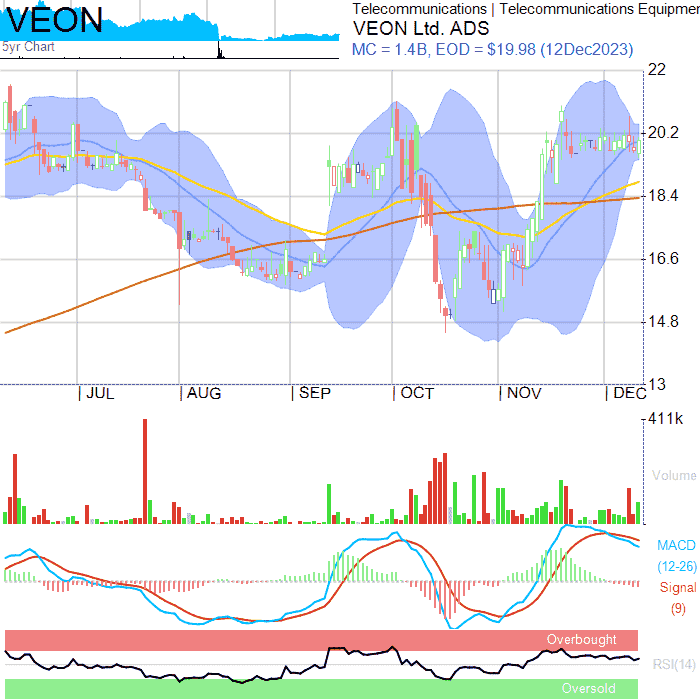 VEON
5yr Chart
Telecommunications | Telecommunications Equipmen
VEON Ltd. ADS
MC = 1.4B, EOD = $19.98 (12Dec2023)
22
20.2
18.4
16.6
14.8
13
| JUL | AUG | SEP | OCT | NOV | DEC
411k
Volume
MACD
(12-26)
Signal
(9)
Overbought
RSI(14)
Oversold